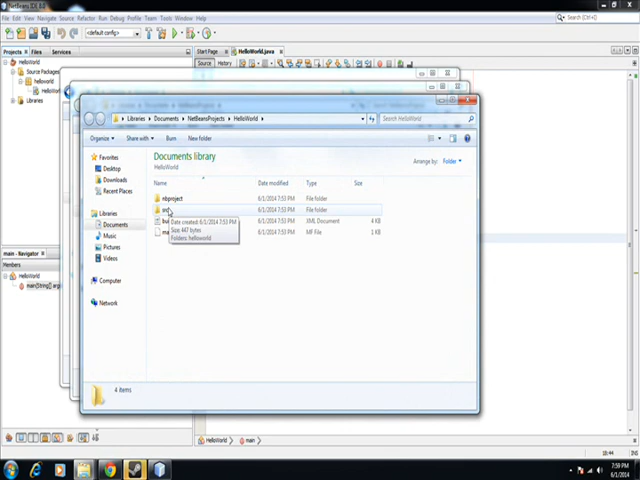 NetBeans IDE 8.0
File Edit View Navigate Source Refactor Run Debug Profile Team Tools Window Help
Search (Ctrl+I)
<default config>
Projects Files Services
Start Page HelloWorld.java
HelloWorld
Source History
Source Packages
helloworld
Libraries
Libraries Documents NetBeansProjects HelloWorld
Search HelloWorld
Organize Share with Burn New folder
Favorites
Desktop
Downloads
Recent Places
Libraries
Documents
Music
Pictures
Videos
Computer
Network
Documents library
HelloWorld
Arrange by: Folder
Name Date modified Type Size
nbproject 6/1/2014 7:53 PM File folder
src 6/1/2014 7:53 PM File folder
6/1/2014 7:53 PM XML Document 4 KB
6/1/2014 7:53 PM MF File 1 KB
Date created: 6/1/2014 7:53 PM
Size: 447 bytes
Folders: helloworld
4 items
main - Navigator
Members
HelloWorld
main(String[] arg
HelloWorld main
18:44 INS
7:59 PM
6/1/2014